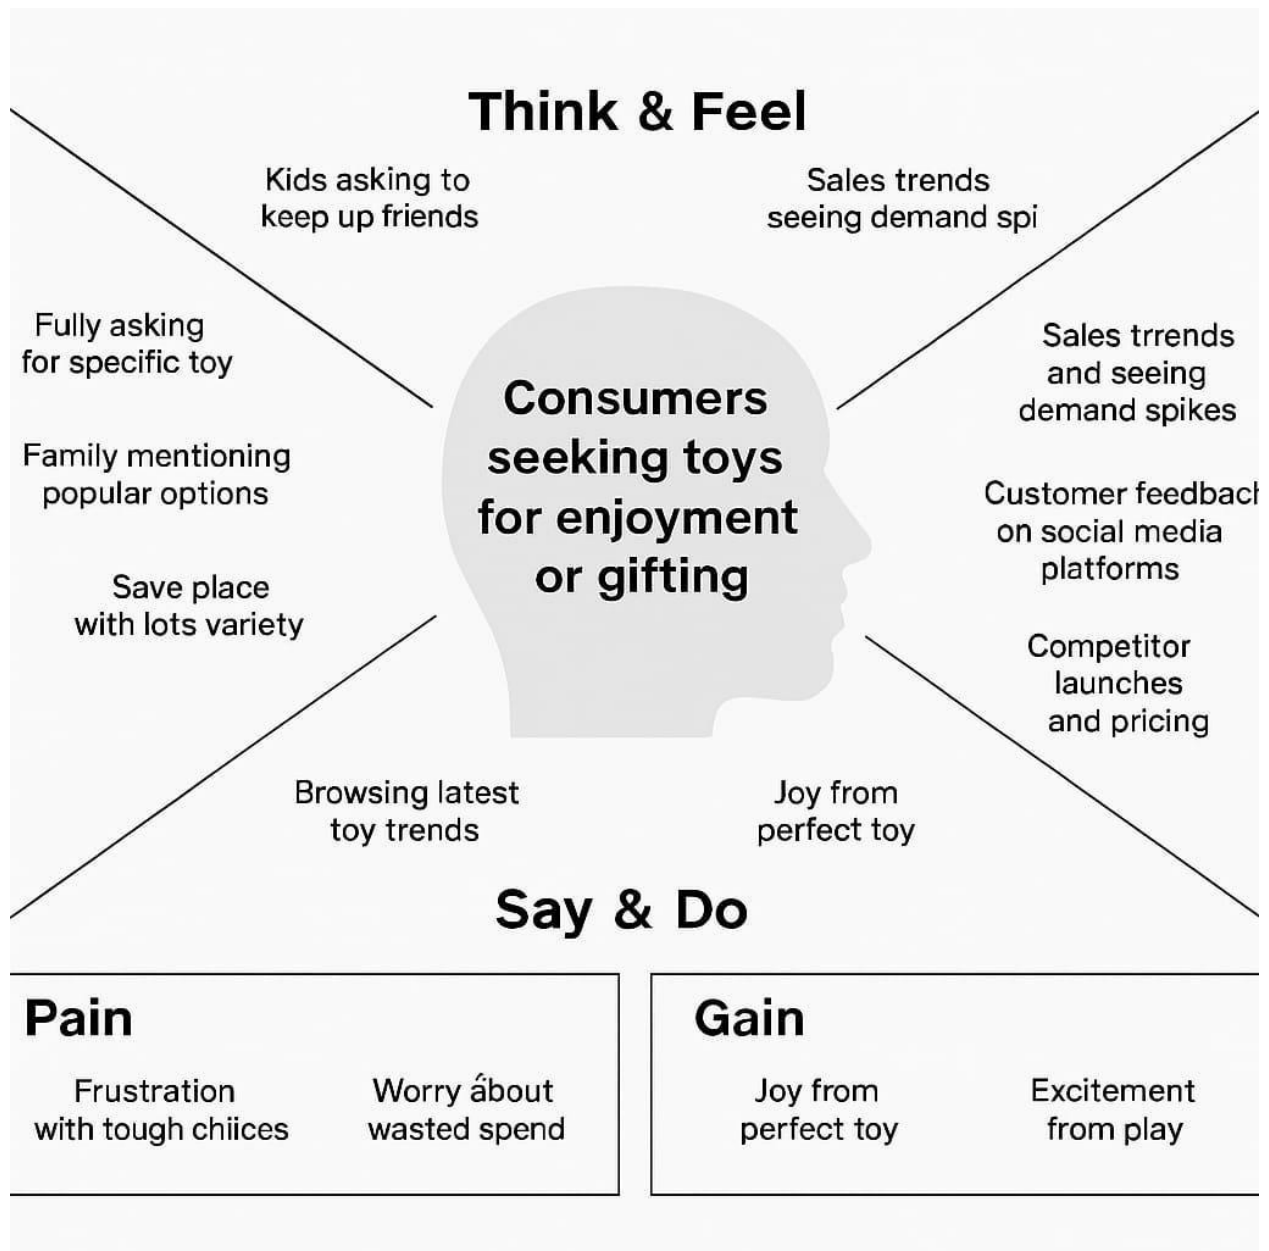 Think & Feel
Kids asking to
keep up friends
Sales trends
seeing demand spi
Fully asking
for specific toy
Family mentioning
popular options
Save place
with lots variety
Consumers
seeking toys
for enjoyment
or gifting
Sales trrends
and seeing
demand spikes
Customer feedbach
on social media
platforms
Competitor
launches
and pricing
Browsing latest
toy trends
Joy from
perfect toy
Say & Do
Pain
Frustration
with tough chiices
Worry ábout
wasted spend
Gain
Joy from
perfect toy
Excitement
from play